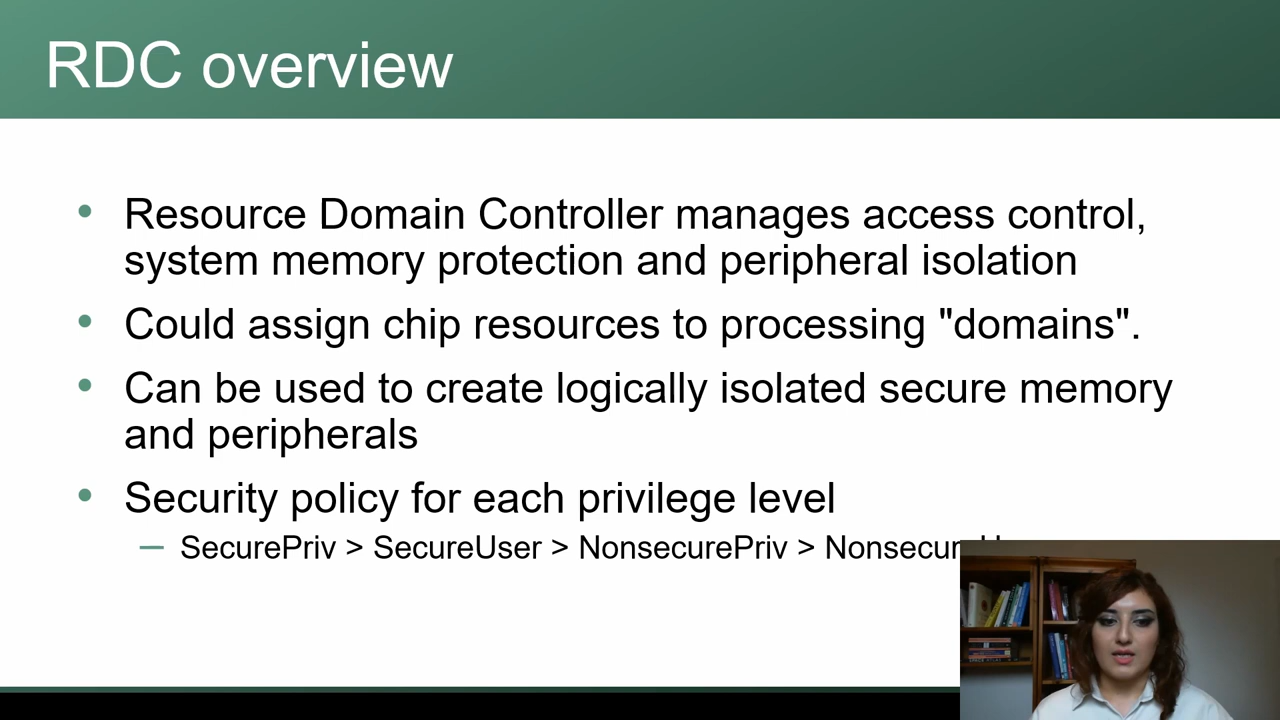 RDC overview
• Resource Domain Controller manages access control,
system memory protection and peripheral isolation
• Could assign chip resources to processing "domains".
• Can be used to create logically isolated secure memory
and peripherals
• Security policy for each privilege level
– SecurePriv > SecureUser > NonsecurePriv >